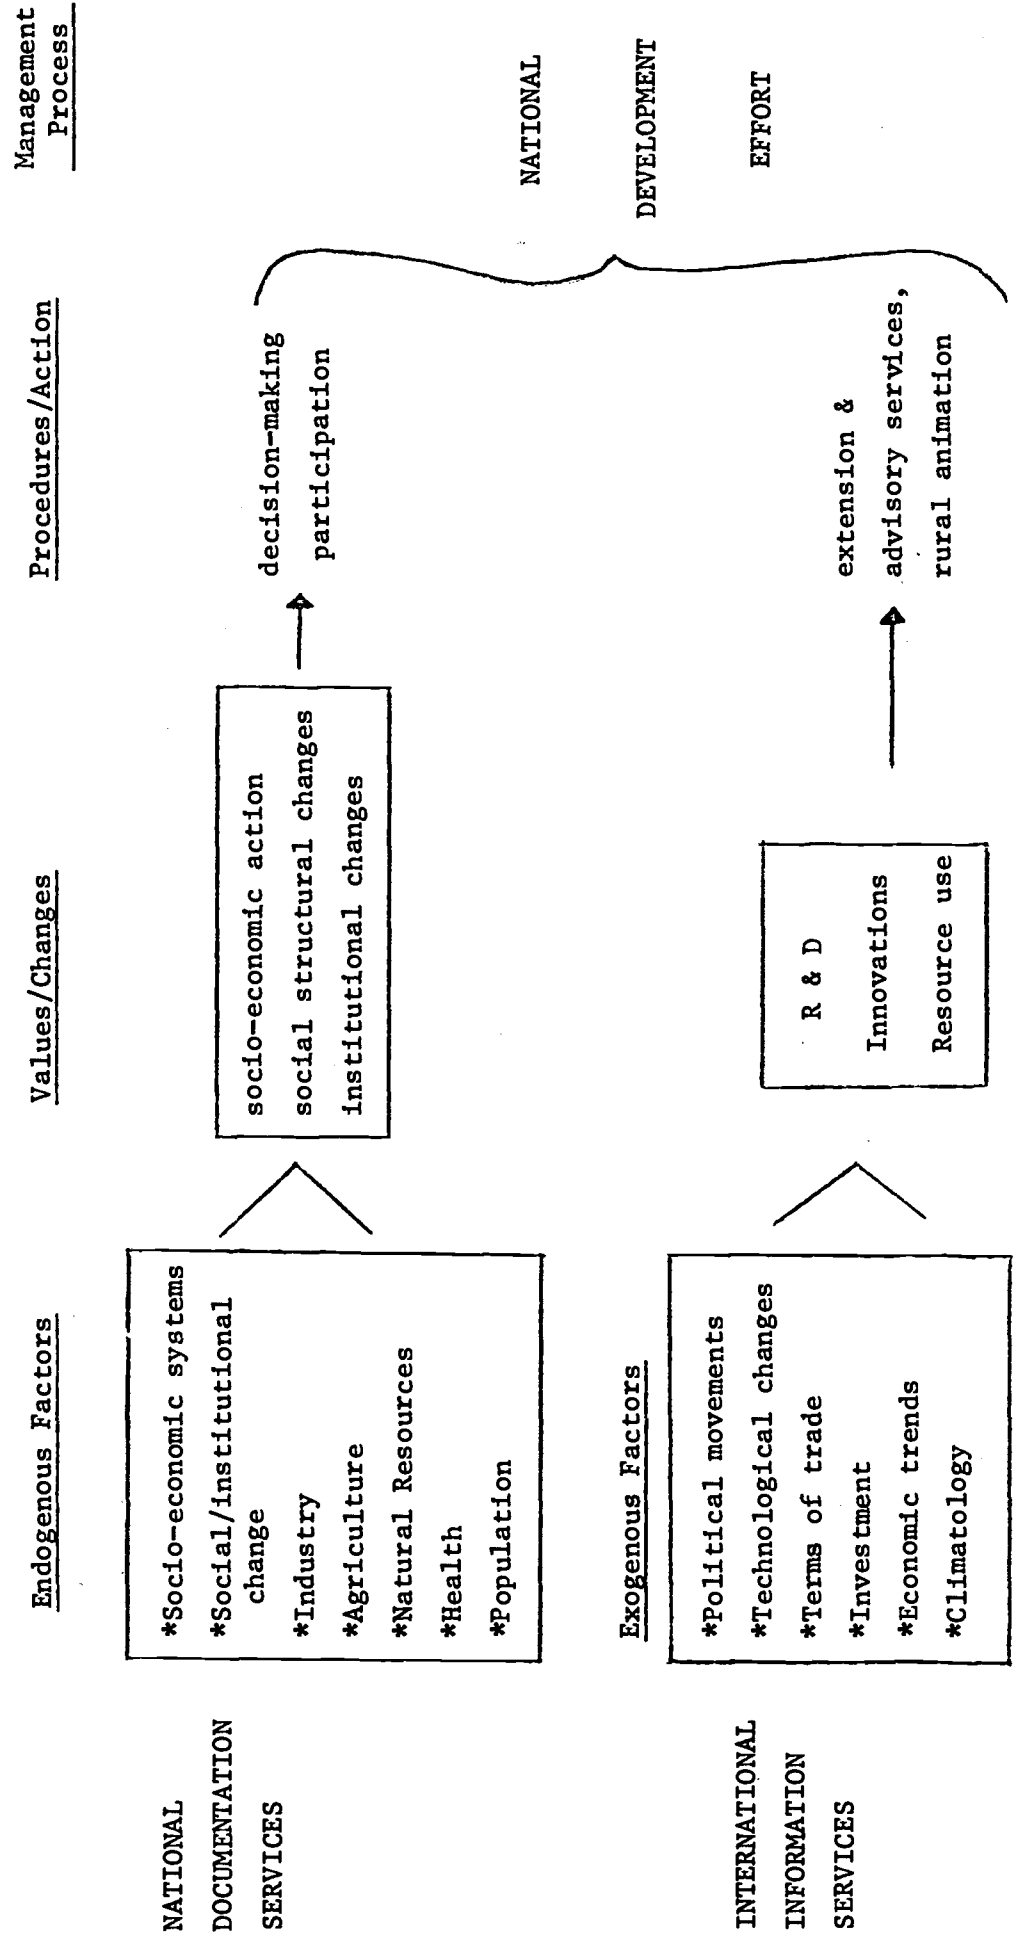 Endogenous Factors
Values/Changes
Procedures/Action
Management
Process
NATIONAL
DOCUMENTATION
SERVICES
*Socio-economic systems
*Social/institutional
change
*Industry
*Agriculture
*Natural Resources
*Health
*Population
socio-economic action
social structural changes
institutional changes
decision-making
participation
NATIONAL
DEVELOPMENT
EFFORT
Exogenous Factors
INTERNATIONAL
INFORMATION
SERVICES
*Political movements
*Technological changes
*Terms of trade
*Investment
*Economic trends
*Climatology
R & D
Innovations
Resource use
extension &
advisory services,
rural animation